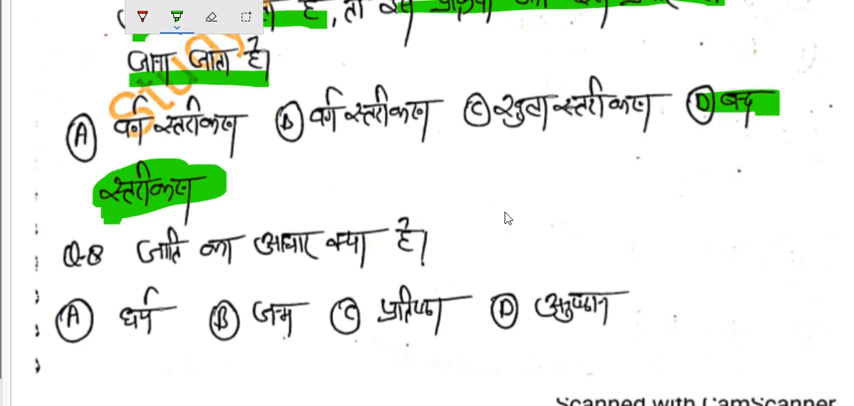 है, तो
जाना जाता है।
Ⓐ वर्ण स्तरीकरण Ⓑ वर्ग स्तरीकरण Ⓒ खुला स्तरीकरण Ⓓ बन्द
स्तरीकरण
Q-8 जाति का आधार क्या है।
Ⓐ धर्म Ⓑ जन्म Ⓒ प्रतिष्ठा Ⓓ अनुष्ठान
Scanned with CamScanner